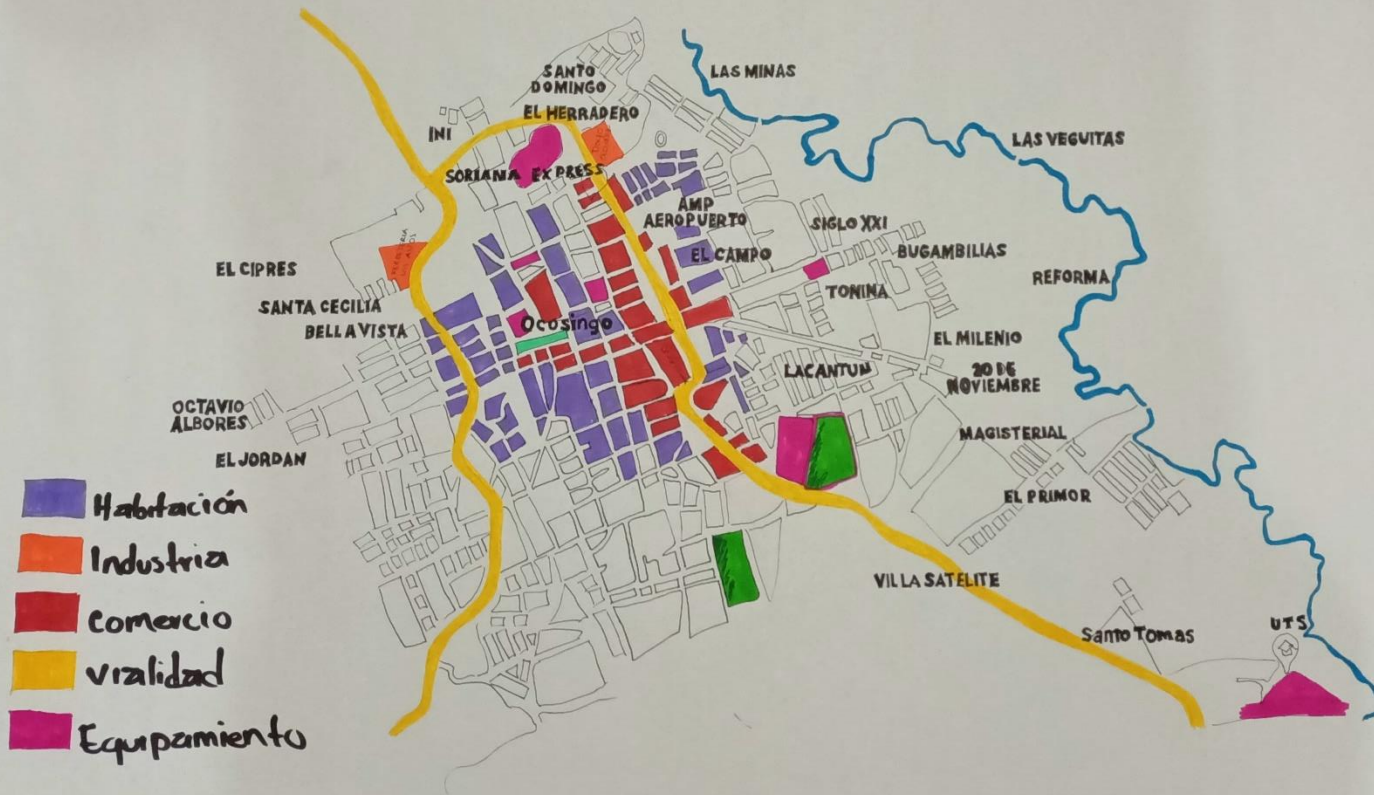 LAS MINAS
SANTO
DOMINGO
EL HERRADERO
INI
LAS VEGUITAS
SORIANA EXPRESS
AMP
AEROPUERTO
SIGLO XXI
BUGAMBILIAS
EL CAMPO
EL CIPRES
REFORMA
TONINA
SANTA CECILIA
BELLA VISTA
Ocosingo
EL MILENIO
LACANTUN
20 DE
NOVIEMBRE
OCTAVIO
ALBORES
MAGISTERIAL
EL JORDAN
EL PRIMOR
Habitación
Industria
comercio
vialidad
Equipamiento
VILLA SATELITE
Santo Tomas
UTS